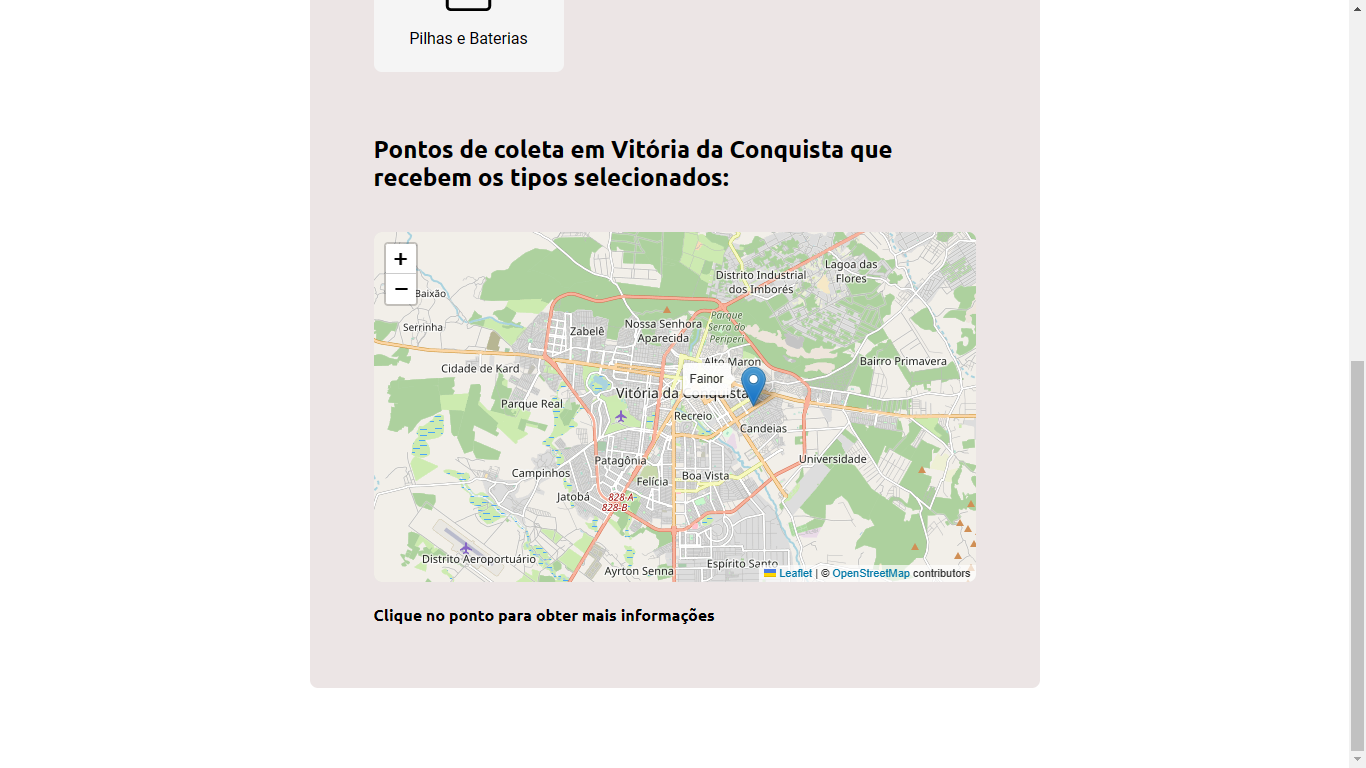 Pilhas e Baterias
Pontos de coleta em Vitória da Conquista que
recebem os tipos selecionados:
+
−
Lagoa das
Flores
Distrito Industrial
dos Imborés
Baixão
Parque
Serra do
Periperi
Serrinha
Zabelê
Nossa Senhora
Aparecida
Alto Maron
Bairro Primavera
Cidade de Kard
Fainor
Vitória da Conquista
Parque Real
Recreio
Candeias
Patagônia
Universidade
Campinhos
Felícia
Boa Vista
Jatobá
828-A
828-B
Distrito Aeroportuário
Espírito Santo
Ayrton Senna
Leaflet | © OpenStreetMap contributors
Clique no ponto para obter mais informações